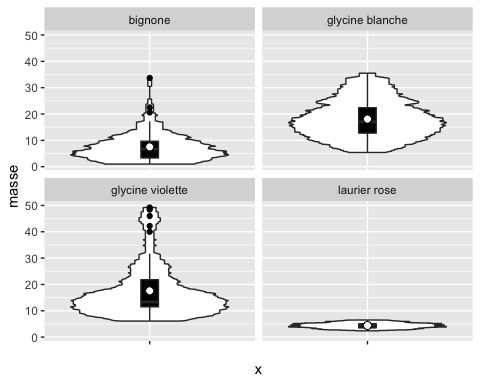 bignone
glycine blanche
50
40
30
20
10
0
masse
glycine violette
laurier rose
50
40
30
20
10
0
x